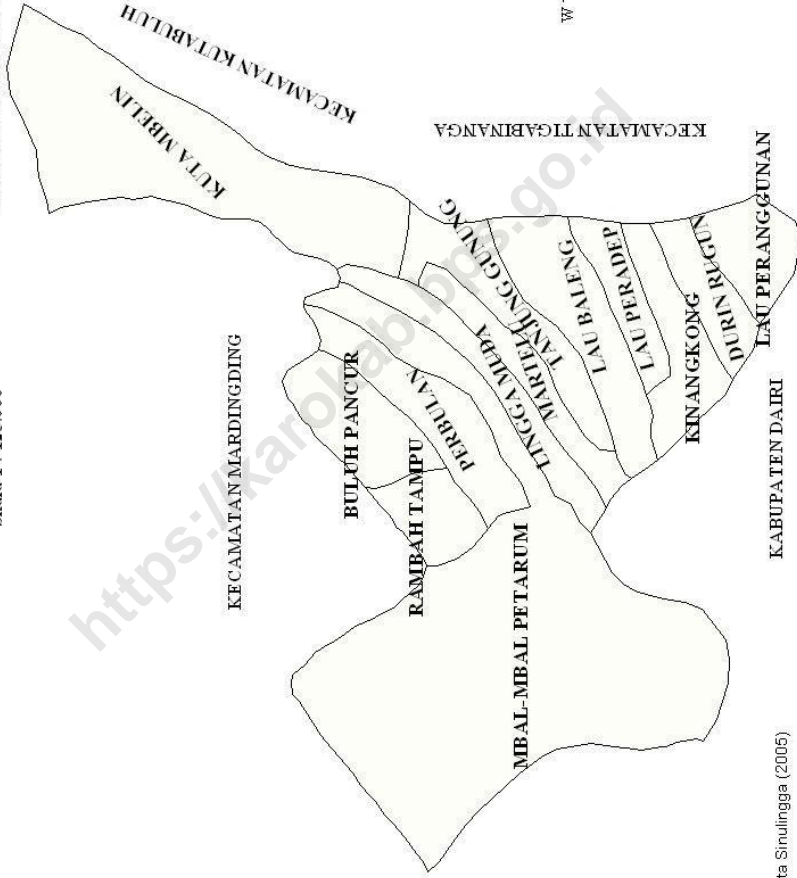 KECAMATAN KUTABULUH
KUTA MBELIN
KECAMATAN TIGABINANGA
KECAMATAN MARDINGDING
BULUH PANCUR
RAMBAH TAMPU
PERBULAN
LINGGA MUDA
MARTELU
TANJUNG GUNUNG
LAU BALENG
LAU PERADEP
KINANGKONG
DURIN RUGUN
LAU PERANGGUNAN
MBAL-MBAL PETARUM
KABUPATEN DAIRI
W
ta Sinulingga (2005)
https://karokab.bps.go.id